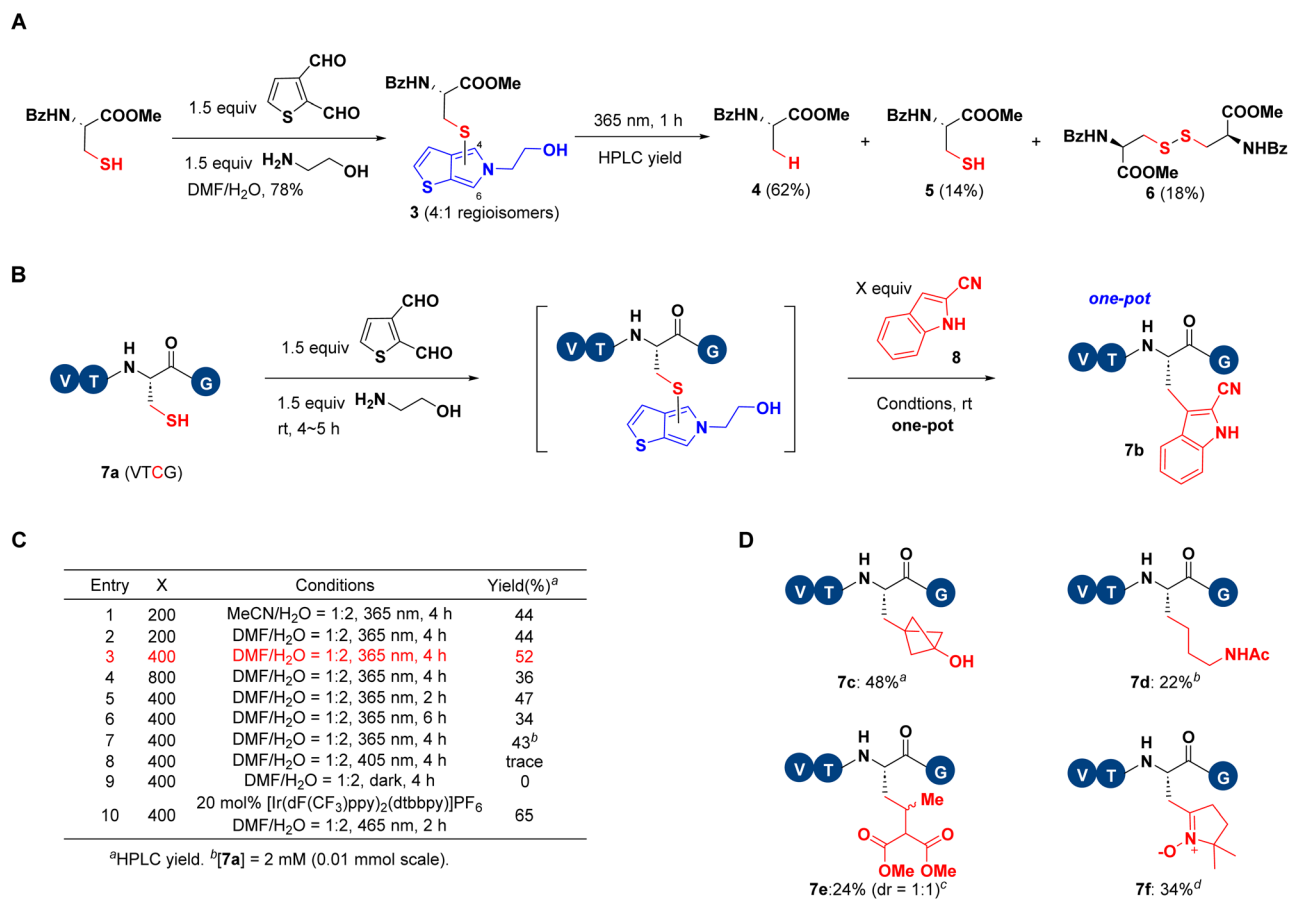 A
1.5 equiv
CHO
CHO
S
1.5 equiv H2N OH
DMF/H2O, 78%
BzHN COOMe
SH
BzHN COOMe
S
4
N
OH
S
6
3 (4:1 regioisomers)
365 nm, 1 h
HPLC yield
BzHN COOMe
H
4 (62%)
+
BzHN COOMe
SH
5 (14%)
+
BzHN
COOMe
S
S
COOMe
NHBz
6 (18%)
B
V T
H
N
O
G
SH
7a (VTCG)
1.5 equiv
CHO
CHO
S
1.5 equiv H2N OH
rt, 4~5 h
V T
H
N
O
G
S
N
OH
S
X equiv
CN
NH
8
Condtions, rt
one-pot
one-pot
V T
H
N
O
G
CN
NH
7b
C
Entry X Conditions Yield(%)a
1 200 MeCN/H2O = 1:2, 365 nm, 4 h 44
2 200 DMF/H2O = 1:2, 365 nm, 4 h 44
3 400 DMF/H2O = 1:2, 365 nm, 4 h 52
4 800 DMF/H2O = 1:2, 365 nm, 4 h 36
5 400 DMF/H2O = 1:2, 365 nm, 2 h 47
6 400 DMF/H2O = 1:2, 365 nm, 6 h 34
7 400 DMF/H2O = 1:2, 365 nm, 4 h 43b
8 400 DMF/H2O = 1:2, 405 nm, 4 h trace
9 400 DMF/H2O = 1:2, dark, 4 h 0
10 400 20 mol% [Ir(dF(CF3)ppy)2(dtbbpy)]PF6 65
DMF/H2O = 1:2, 465 nm, 2 h
aHPLC yield. b[7a] = 2 mM (0.01 mmol scale).
D
V T
H
N
O
G
OH
7c: 48%a
V T
H
N
O
G
NHAc
7d: 22%b
V T
H
N
O
G
Me
O
O
OMe OMe
7e:24% (dr = 1:1)c
V T
H
N
O
G
-O
N
+
7f: 34%d